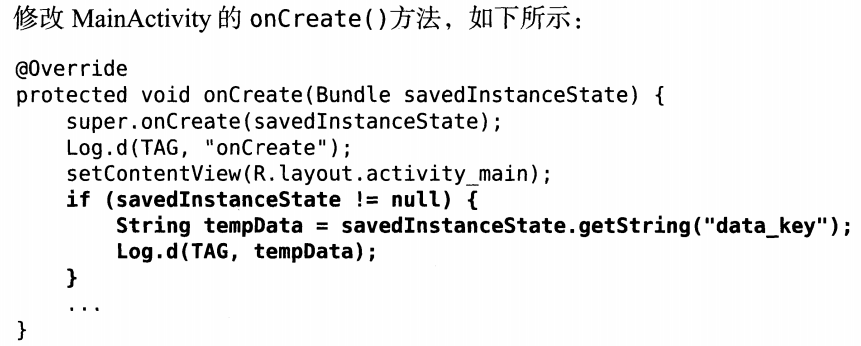 修改 MainActivity 的 onCreate()方法，如下所示：
@Override
protected void onCreate(Bundle savedInstanceState) {
    super.onCreate(savedInstanceState);
    Log.d(TAG, "onCreate");
    setContentView(R.layout.activity_main);
    if (savedInstanceState != null) {
        String tempData = savedInstanceState.getString("data_key");
        Log.d(TAG, tempData);
    }
    ...
}